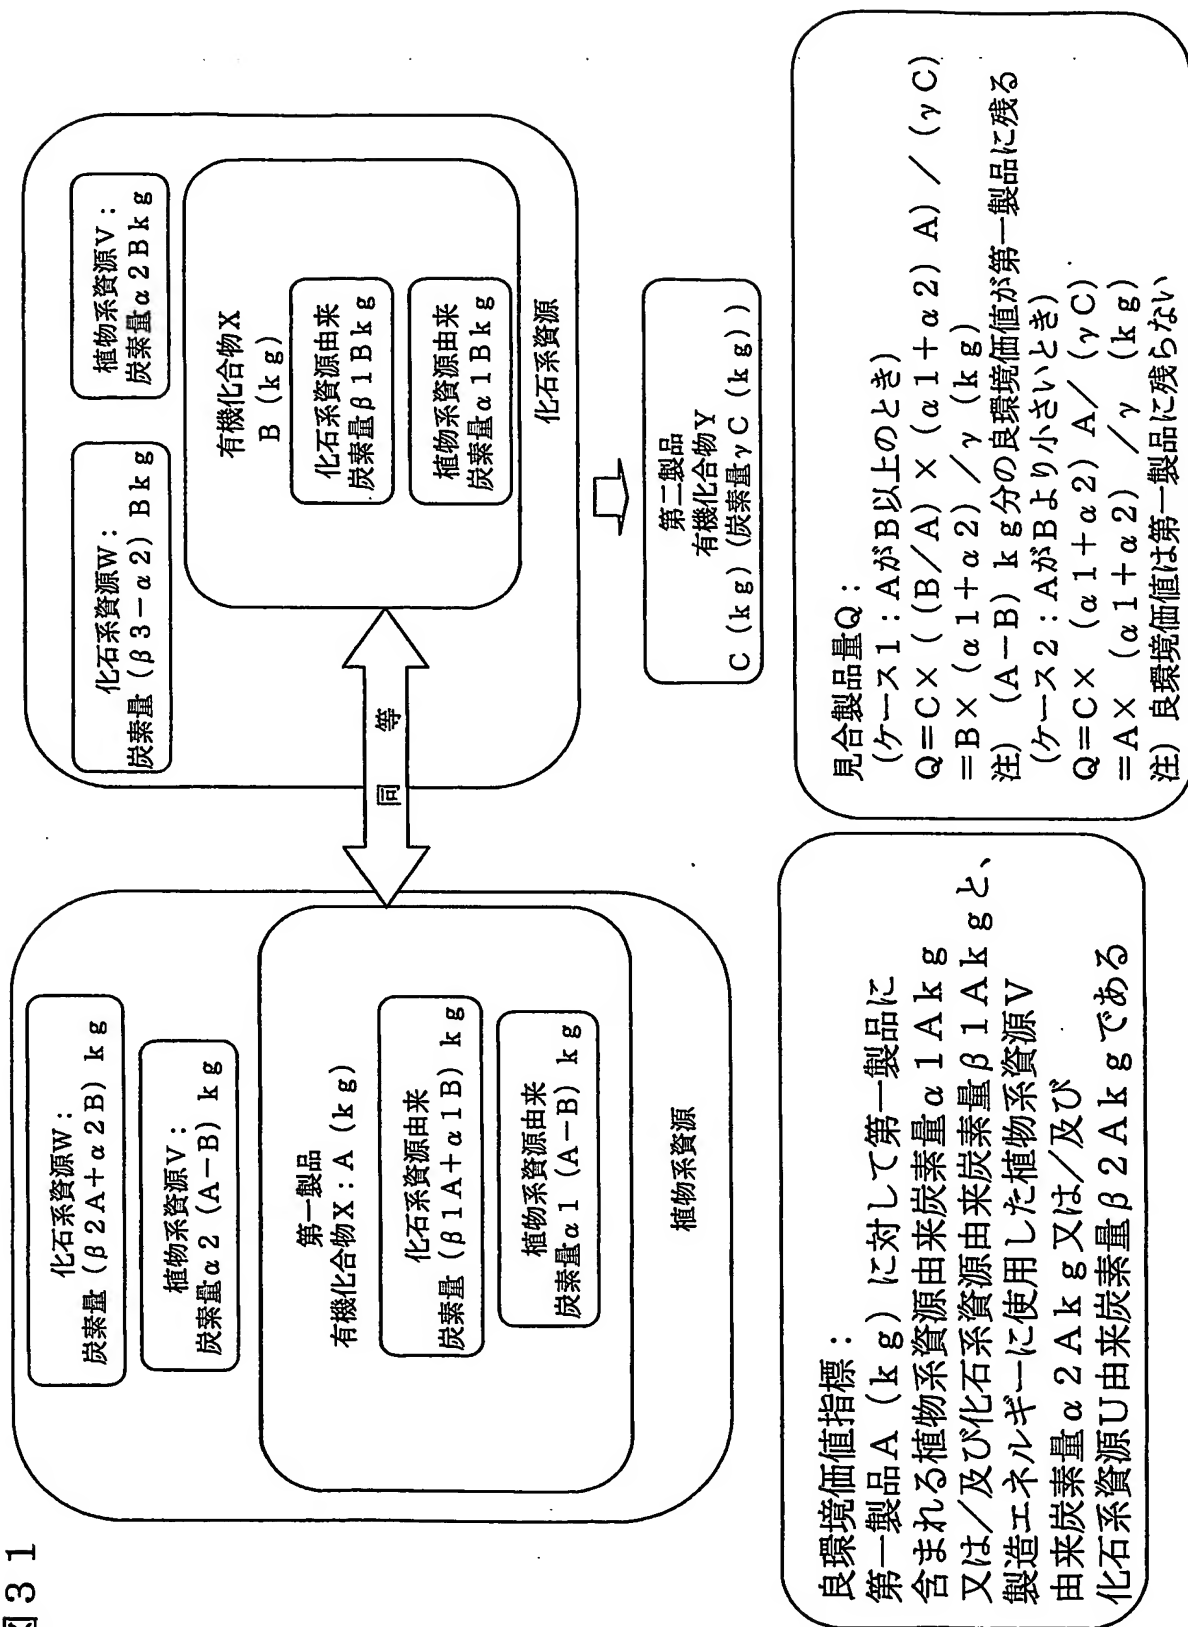 図31
化石系資源W:
炭素量(β2A+α2B)kg
植物系資源V:
炭素量α2(A-B)kg
第一製品
有機化合物X:A(kg)
化石系資源由来
炭素量(β1A+α1B)kg
植物系資源由来
炭素量α1(A-B)kg
植物系資源
同等
化石系資源W:
炭素量(β3-α2)Bkg
植物系資源V:
炭素量α2Bkg
有機化合物X
B(kg)
化石系資源由来
炭素量β1Bkg
植物系資源由来
炭素量α1Bkg
化石系資源
第二製品
有機化合物Y
C(kg)(炭素量γC(kg))
良環境価値指標:
第一製品A(kg)に対して第一製品に
含まれる植物系資源由来炭素量α1Akg
又は/及び化石系資源由来炭素量β1Akgと、
製造エネルギーに使用した植物系資源V
由来炭素量α2Akg又は/及び
化石系資源U由来炭素量β2Akgである
見合製品量Q:
(ケース1:AがB以上のとき)
Q=C×((B/A)×(α1+α2)A)/(γC)
=B×(α1+α2)/γ(kg)
注)(A-B)kg分の良環境価値が第一製品に残る
(ケース2:AがBより小さいとき)
Q=C×(α1+α2)A/(γC)
=A×(α1+α2)/γ(kg)
注)良環境価値は第一製品に残らない